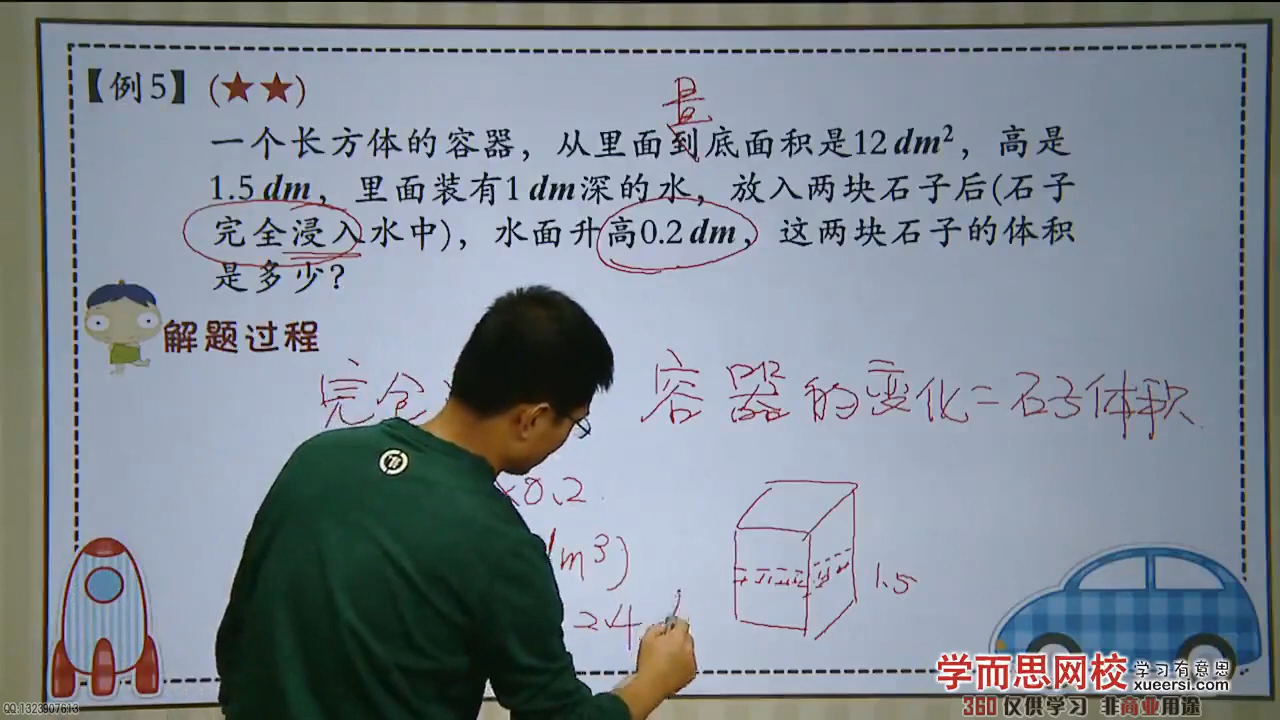 【例5】(★★)
量
一个长方体的容器，从里面到底面积是12 dm²，高是
1.5 dm，里面装有1 dm深的水，放入两块石子后(石子
完全浸入水中)，水面升高0.2 dm，这两块石子的体积
是多少？
解题过程
完全
容器的变化=石子体积
×0.2
dm³)
2.4
1.5
学而思网校 学习有意思
xueersi.com
360 仅供学习 非商业用途
QQ:1323907613